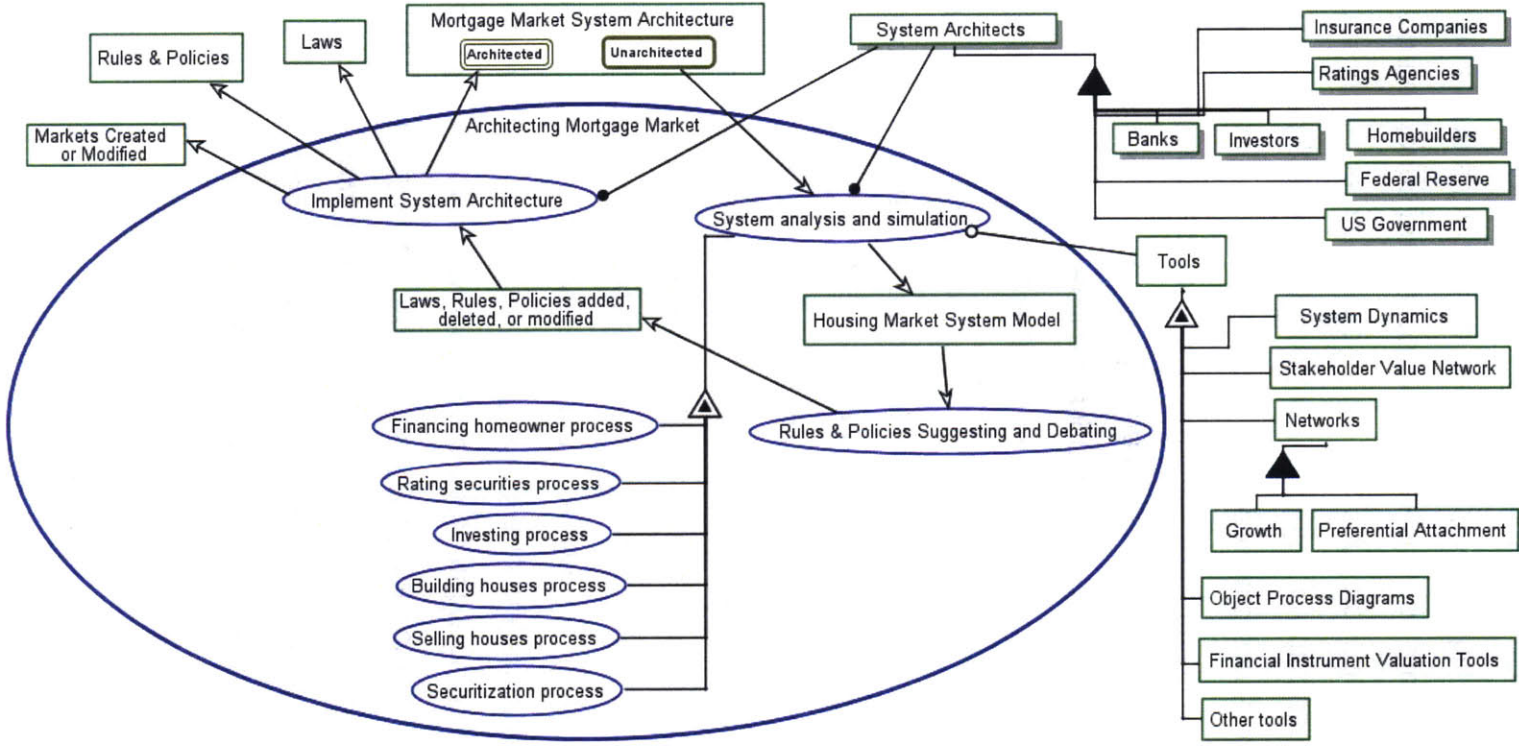 Mortgage Market System Architecture
Architected
Unarchitected
System Architects
Insurance Companies
Laws
Rules & Policies
Ratings Agencies
Markets Created
or Modified
Architecting Mortgage Market
Banks
Investors
Homebuilders
Federal Reserve
US Government
Implement System Architecture
System analysis and simulation
Tools
Laws, Rules, Policies added,
deleted, or modified
Housing Market System Model
System Dynamics
Stakeholder Value Network
Networks
Financing homeowner process
Rules & Policies Suggesting and Debating
Rating securities process
Investing process
Growth
Preferential Attachment
Building houses process
Object Process Diagrams
Selling houses process
Financial Instrument Valuation Tools
Securitization process
Other tools